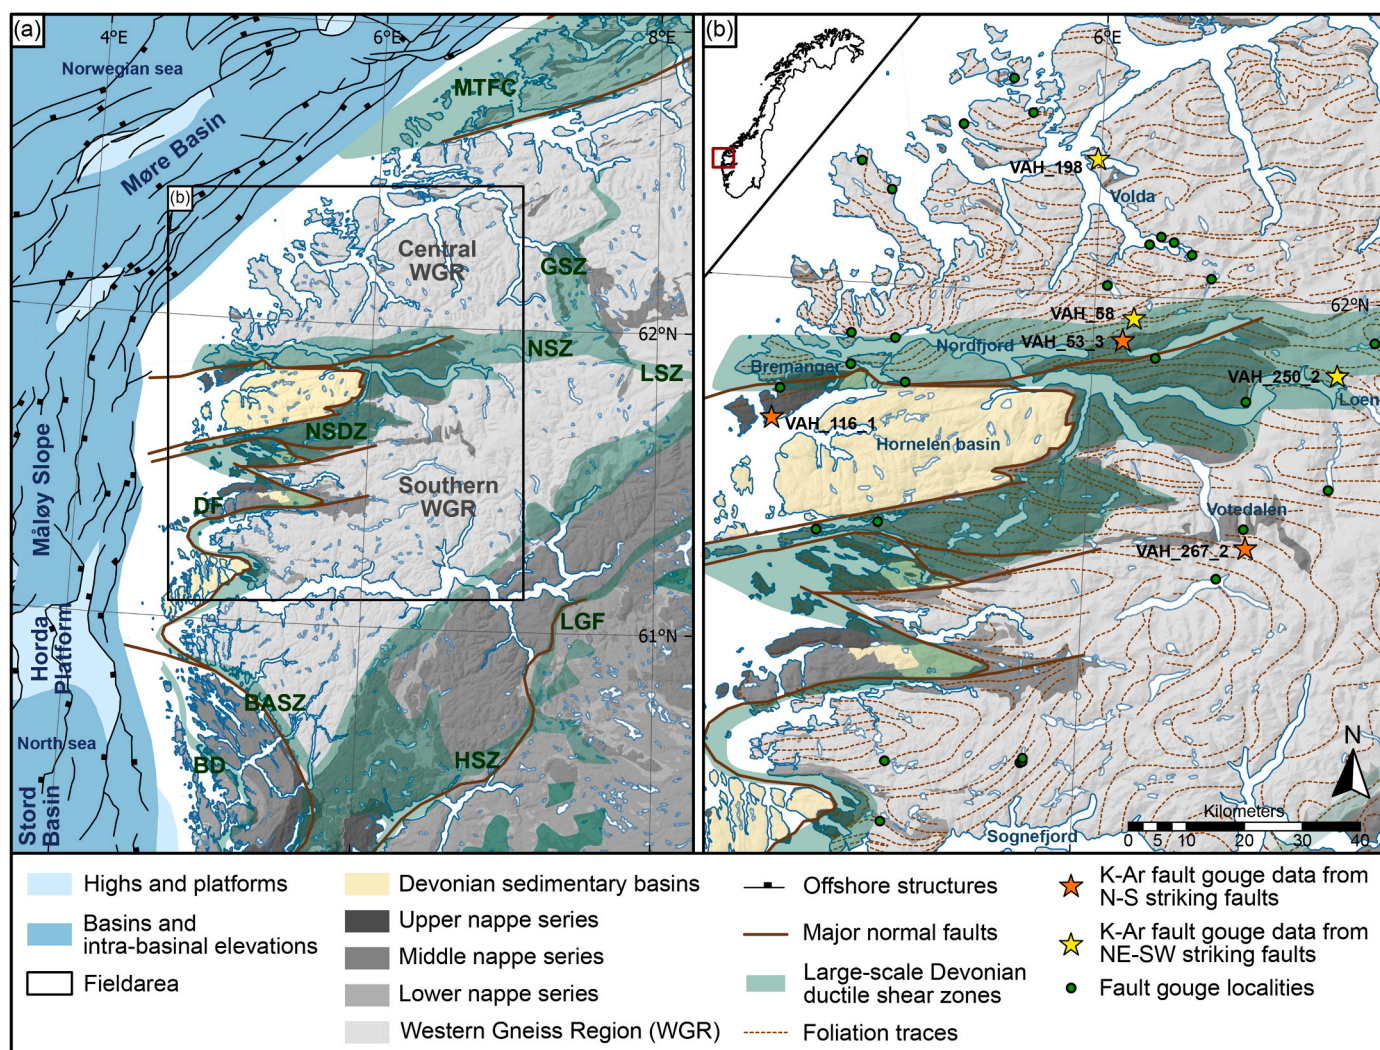 (a)
4°E
6°E
8°E
Norwegian sea
MTFC
Møre Basin
(b)
Central
WGR
GSZ
62°N
NSZ
LSZ
NSDZ
Måløy Slope
Southern
WGR
DF
Horda
Platform
LGF
61°N
BASZ
North sea
BD
HSZ
Stord
Basin
(b)
6°E
VAH_198
Volda
62°N
VAH_58
Nordfjord
VAH_53_3
Bremanger
VAH_250_2
Loen
VAH_116_1
Hornelen basin
Votedalen
VAH_267_2
N
Kilometers
Sognefjord
0 5 10 20 30 40
Highs and platforms
Basins and
intra-basinal elevations
Fieldarea
Devonian sedimentary basins
Upper nappe series
Middle nappe series
Lower nappe series
Western Gneiss Region (WGR)
Offshore structures
Major normal faults
Large-scale Devonian
ductile shear zones
Foliation traces
K-Ar fault gouge data from
N-S striking faults
K-Ar fault gouge data from
NE-SW striking faults
Fault gouge localities